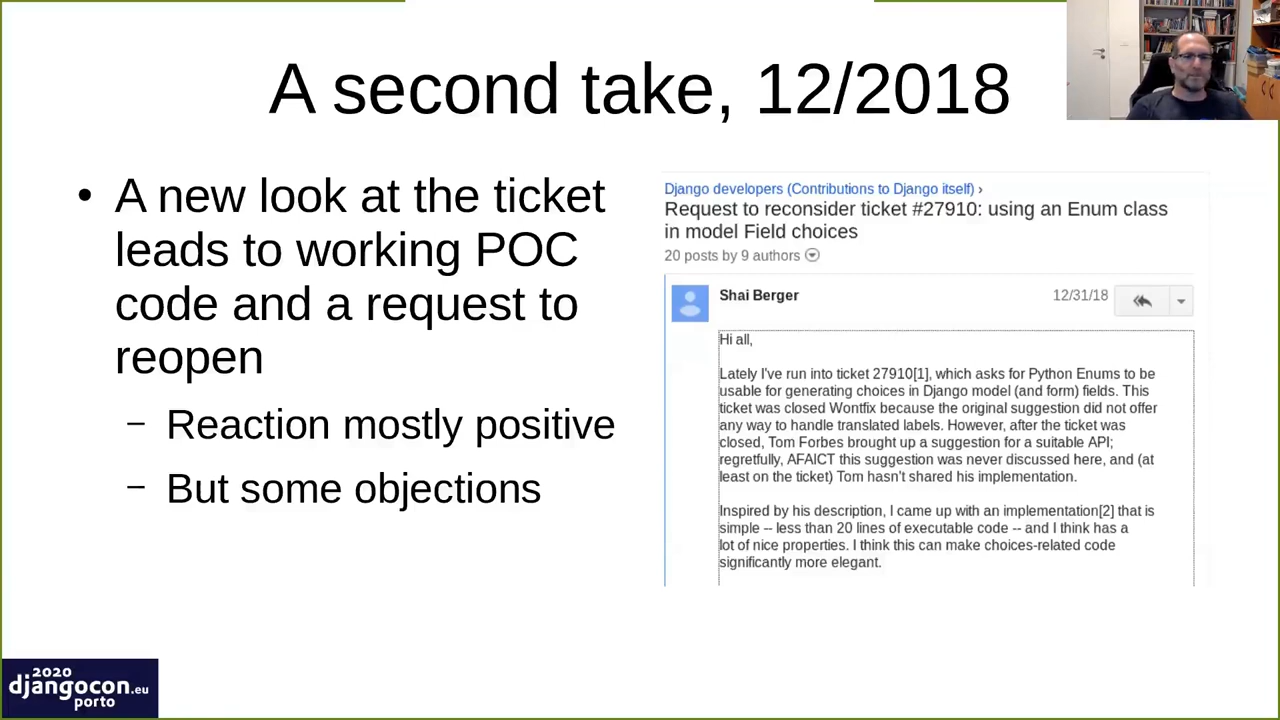 A second take, 12/2018
• A new look at the ticket
leads to working POC
code and a request to
reopen
– Reaction mostly positive
– But some objections
Django developers (Contributions to Django itself) ›
Request to reconsider ticket #27910: using an Enum class
in model Field choices
20 posts by 9 authors
Shai Berger
12/31/18
Hi all,
Lately I've run into ticket 27910[1], which asks for Python Enums to be
usable for generating choices in Django model (and form) fields. This
ticket was closed Wontfix because the original suggestion did not offer
any way to handle translated labels. However, after the ticket was
closed, Tom Forbes brought up a suggestion for a suitable API;
regretfully, AFAICT this suggestion was never discussed here, and (at
least on the ticket) Tom hasn't shared his implementation.
Inspired by his description, I came up with an implementation[2] that is
simple -- less than 20 lines of executable code -- and I think has a
lot of nice properties. I think this can make choices-related code
significantly more elegant.
2020
djangocon.eu
porto